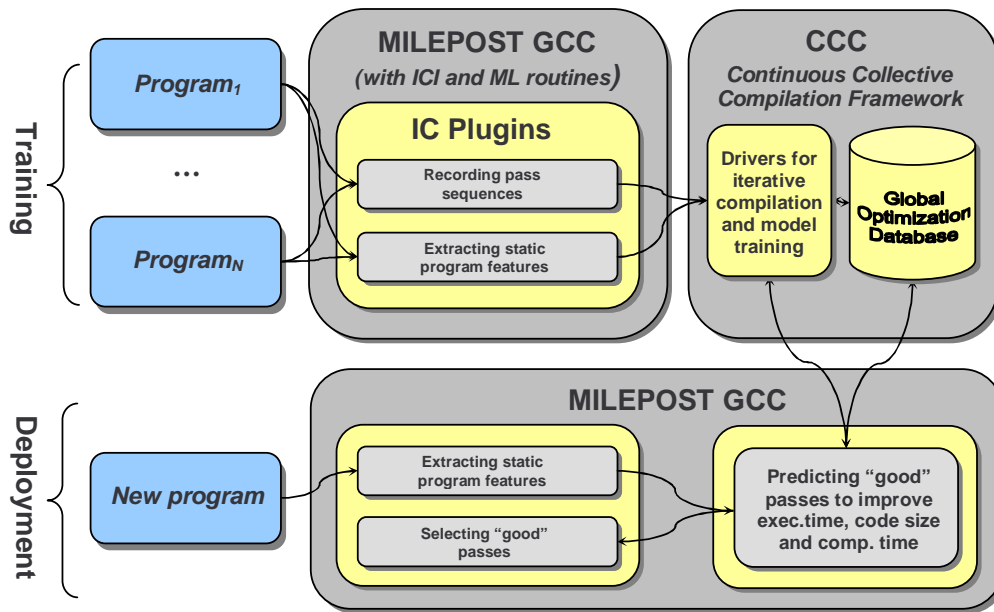 Training
Program1
...
ProgramN
MILEPOST GCC
(with ICI and ML routines)
IC Plugins
Recording pass
sequences
Extracting static
program features
CCC
Continuous Collective
Compilation Framework
Drivers for
iterative
compilation
and model
training
Global
Optimization
Database
Deployment
New program
MILEPOST GCC
Extracting static
program features
Selecting “good”
passes
Predicting “good”
passes to improve
exec.time, code size
and comp. time